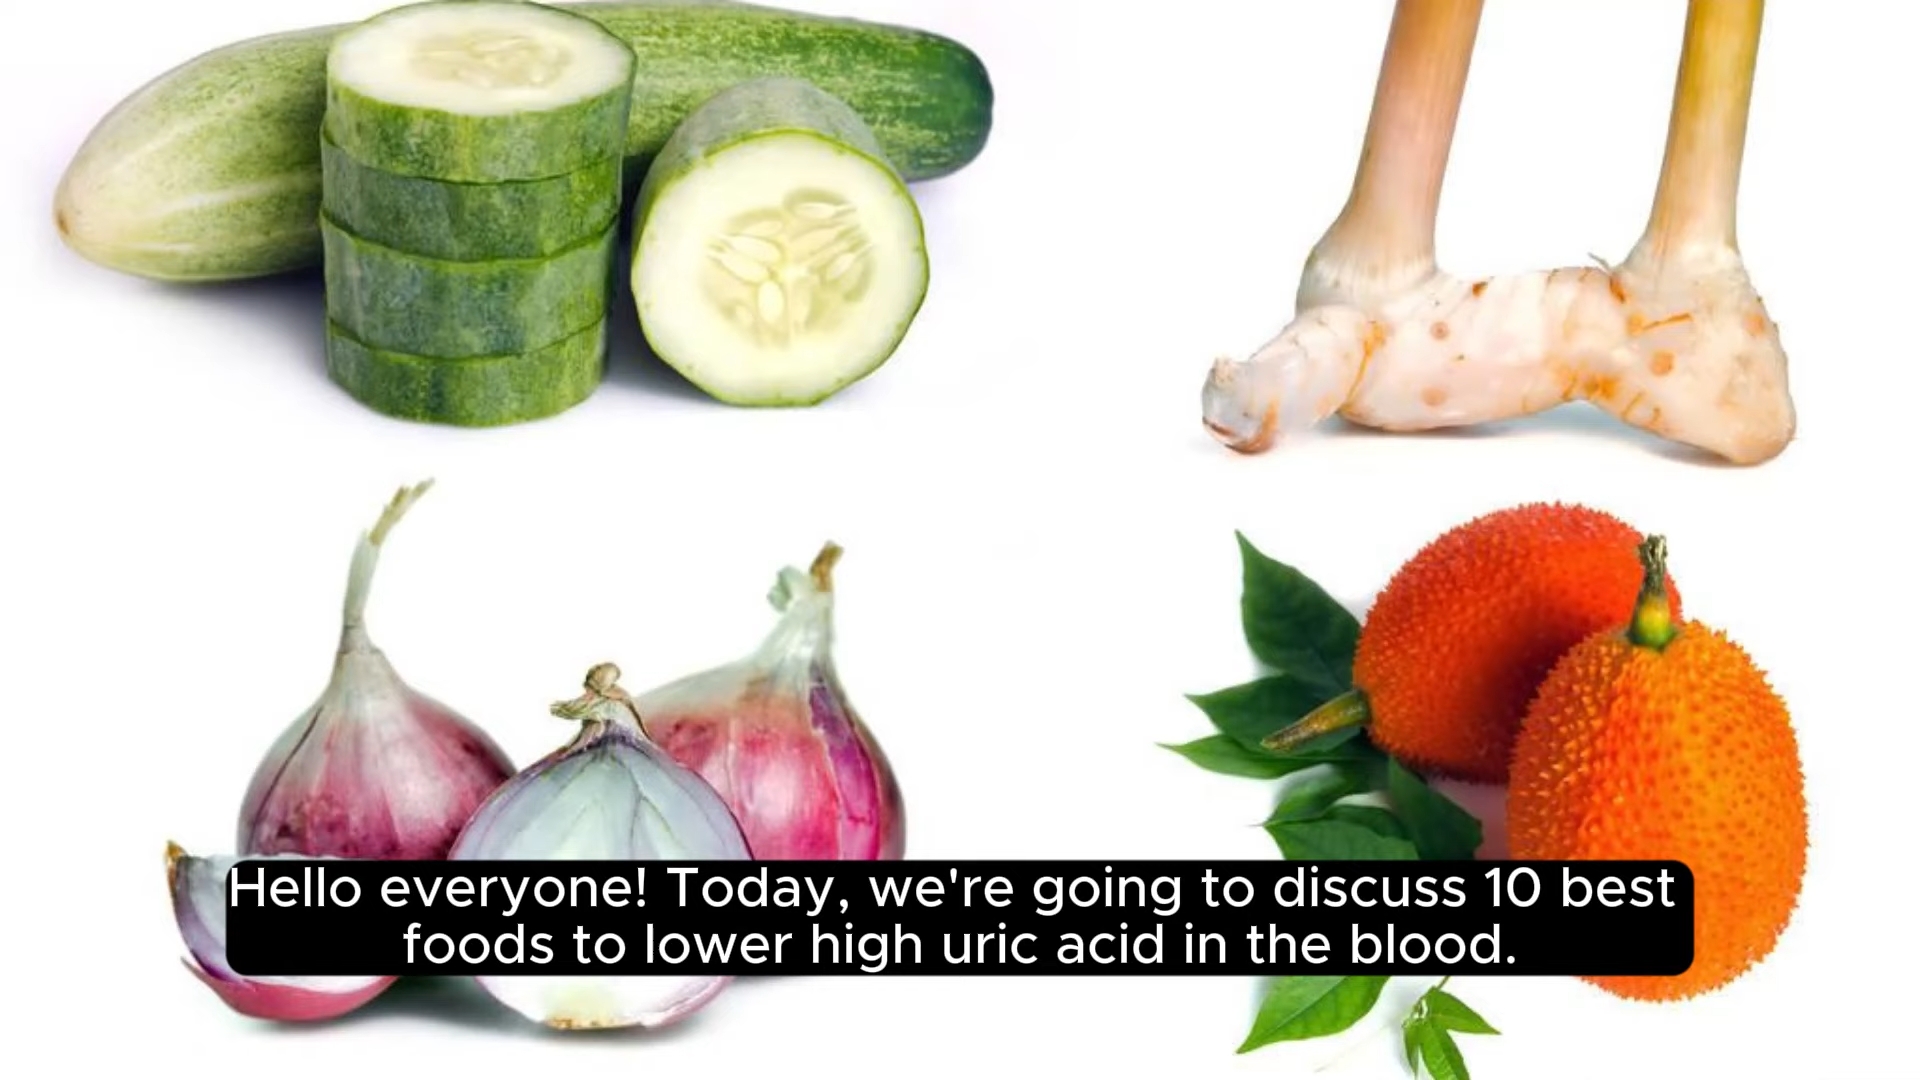 Hello everyone! Today, we're going to discuss 10 best
foods to lower high uric acid in the blood.